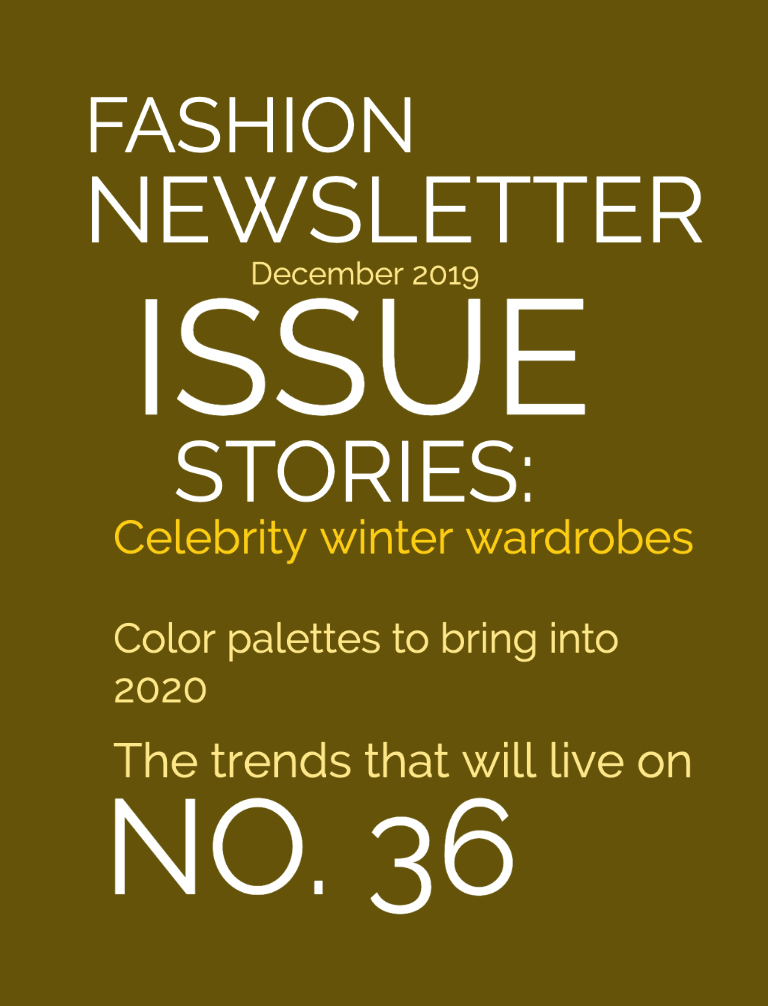 FASHION
NEWSLETTER
December 2019
ISSUE
STORIES:
Celebrity winter wardrobes
Color palettes to bring into
2020
The trends that will live on
NO. 36